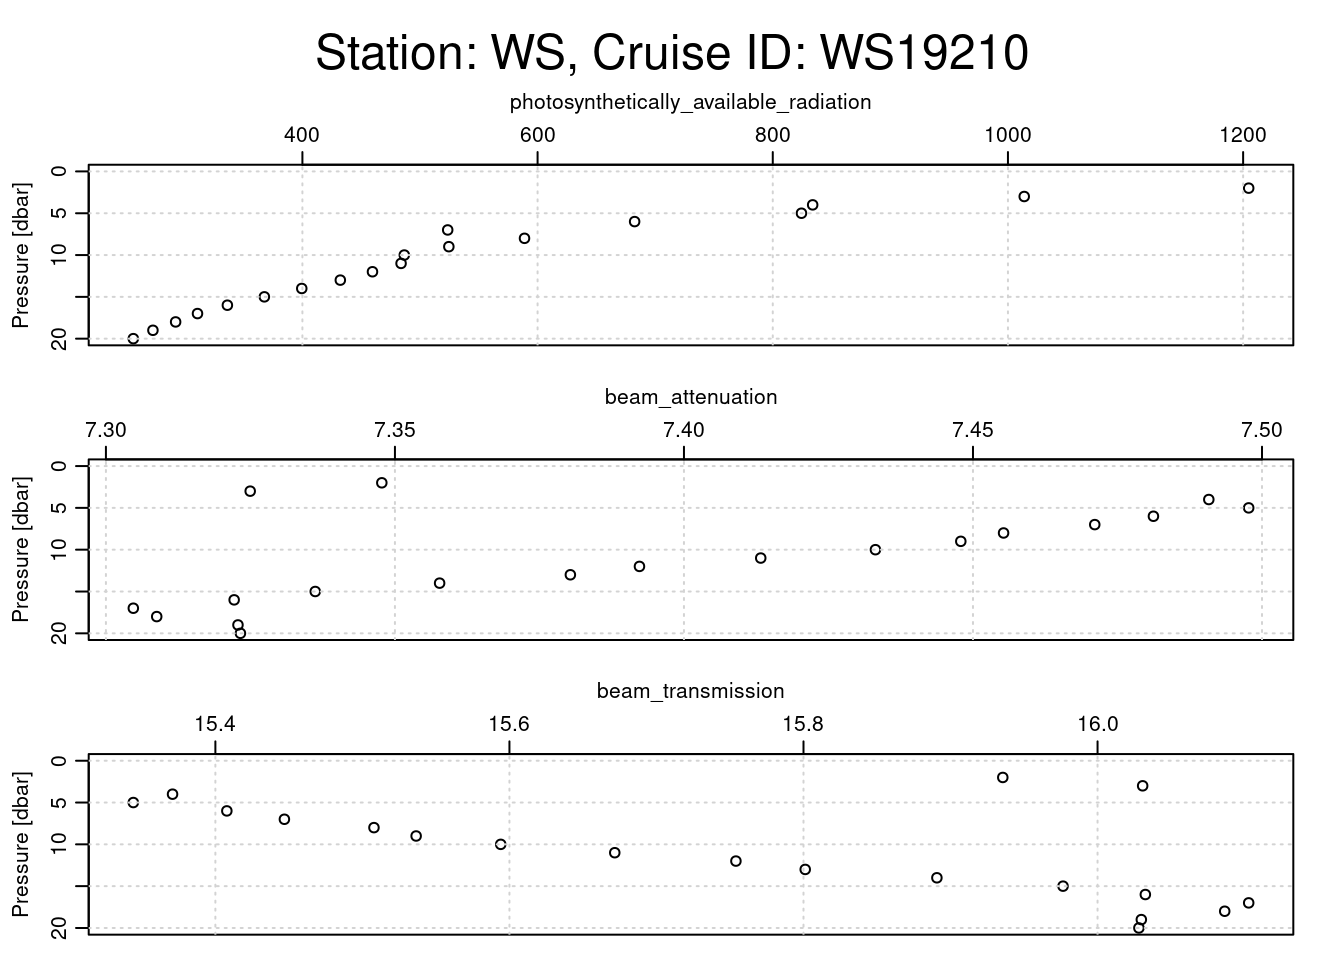 Station: WS, Cruise ID: WS19210
photosynthetically_available_radiation
400 600 800 1000 1200
Pressure [dbar]
0
5
10
20
beam_attenuation
7.30 7.35 7.40 7.45 7.50
Pressure [dbar]
0
5
10
20
beam_transmission
15.4 15.6 15.8 16.0
Pressure [dbar]
0
5
10
20